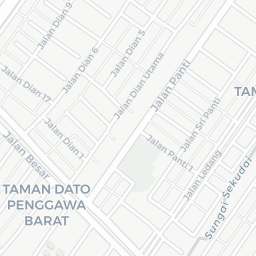 Jalan Dian 9
Jalan Dian 6
Jalan Dian 5
Jalan Dian Utama
Jalan Panti
TAM
Jalan Dian 17
Jalan Sri Panti
Jalan Besar
Jalan Dian 7
Jalan Panti 1
Jalan Ledang
Sungai Sekudai
TAMAN DATO
PENGGAWA
BARAT